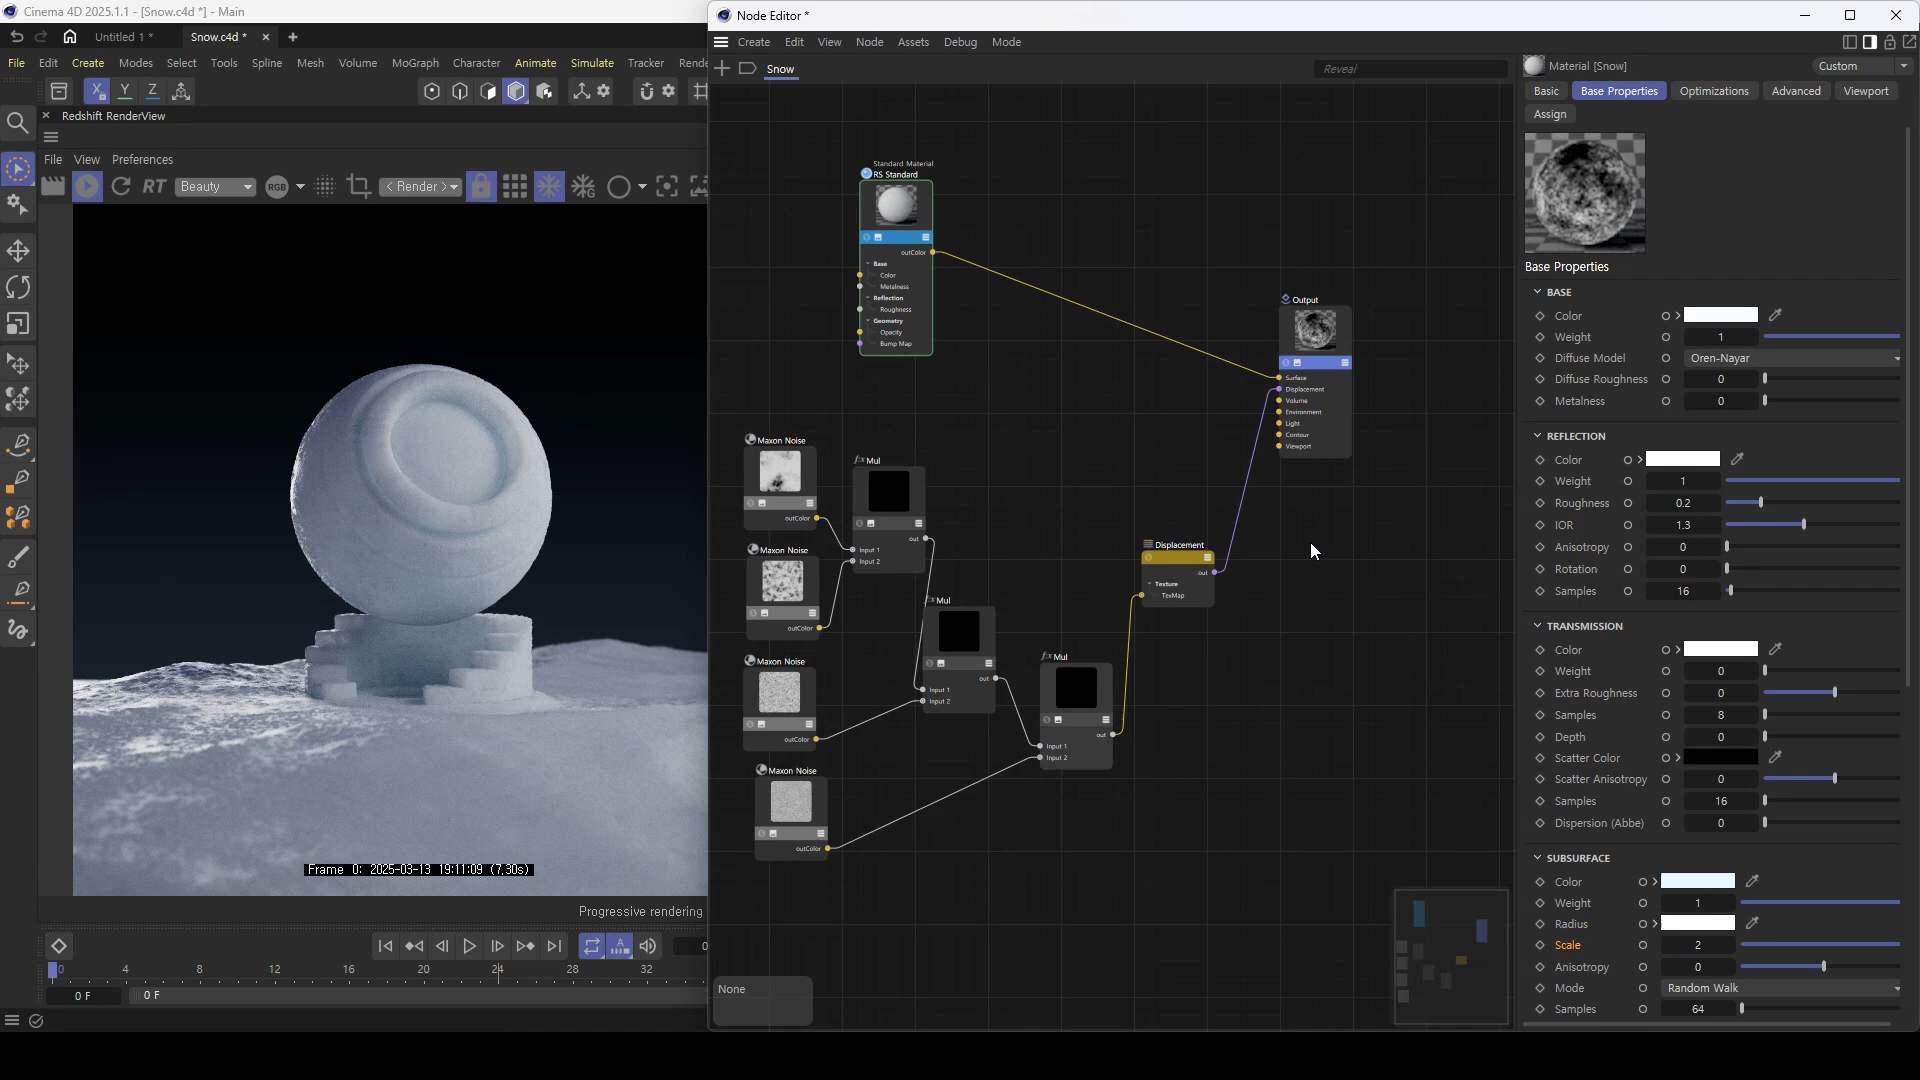 Cinema 4D 2025.1.1 - [Snow.c4d *] - Main
Untitled 1 *
Snow.c4d *
File Edit Create Modes Select Tools Spline Mesh Volume MoGraph Character Animate Simulate Tracker Rende
X Y Z
Redshift RenderView
File View Preferences
RT Beauty RGB < Render >
Frame 0: 2025-03-13 19:11:09 (7.30s)
Progressive rendering
A
0
0 4 8 12 16 20 24 28 32
0 F
0 F
Node Editor *
Create Edit View Node Assets Debug Mode
Snow
Reveal
Standard Material
RS Standard
outColor
Base
Color
Metalness
Reflection
Roughness
Geometry
Opacity
Bump Map
Output
Surface
Displacement
Volume
Environment
Light
Contour
Viewport
Maxon Noise
outColor
Mul
out
Input 1
Input 2
Maxon Noise
outColor
Displacement
out
Texture
TexMap
Mul
out
Input 1
Input 2
Maxon Noise
outColor
Mul
out
Input 1
Input 2
Maxon Noise
outColor
None
Material [Snow]
Custom
Basic Base Properties Optimizations Advanced Viewport
Assign
Base Properties
BASE
Color
Weight 1
Diffuse Model Oren-Nayar
Diffuse Roughness 0
Metalness 0
REFLECTION
Color
Weight 1
Roughness 0.2
IOR 1.3
Anisotropy 0
Rotation 0
Samples 16
TRANSMISSION
Color
Weight 0
Extra Roughness 0
Samples 8
Depth 0
Scatter Color
Scatter Anisotropy 0
Samples 16
Dispersion (Abbe) 0
SUBSURFACE
Color
Weight 1
Radius
Scale 2
Anisotropy 0
Mode Random Walk
Samples 64